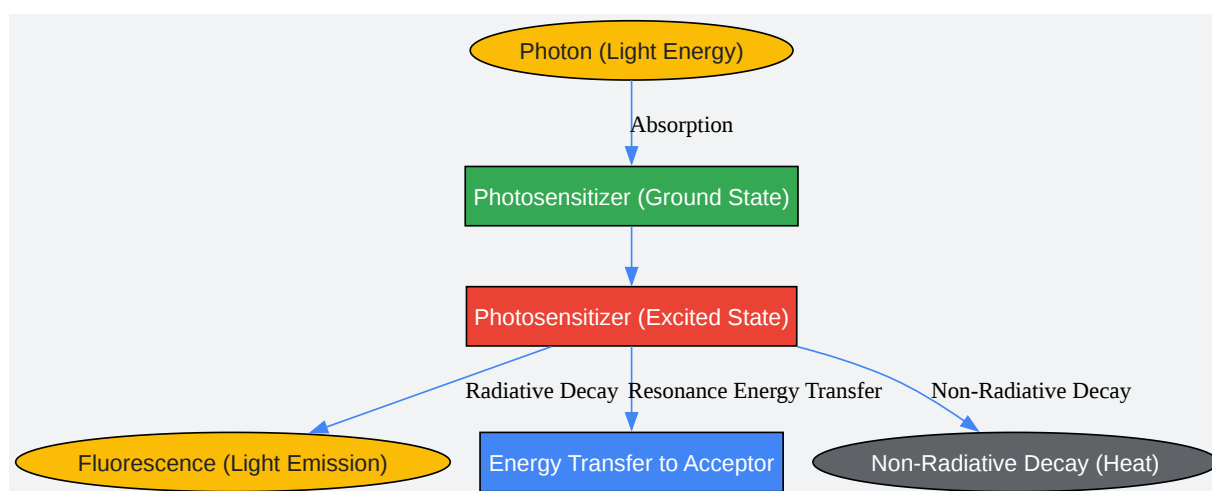 Photon (Light Energy)
Absorption
Photosensitizer (Ground State)
Photosensitizer (Excited State)
Radiative Decay
Resonance Energy Transfer
Non-Radiative Decay
Fluorescence (Light Emission)
Energy Transfer to Acceptor
Non-Radiative Decay (Heat)